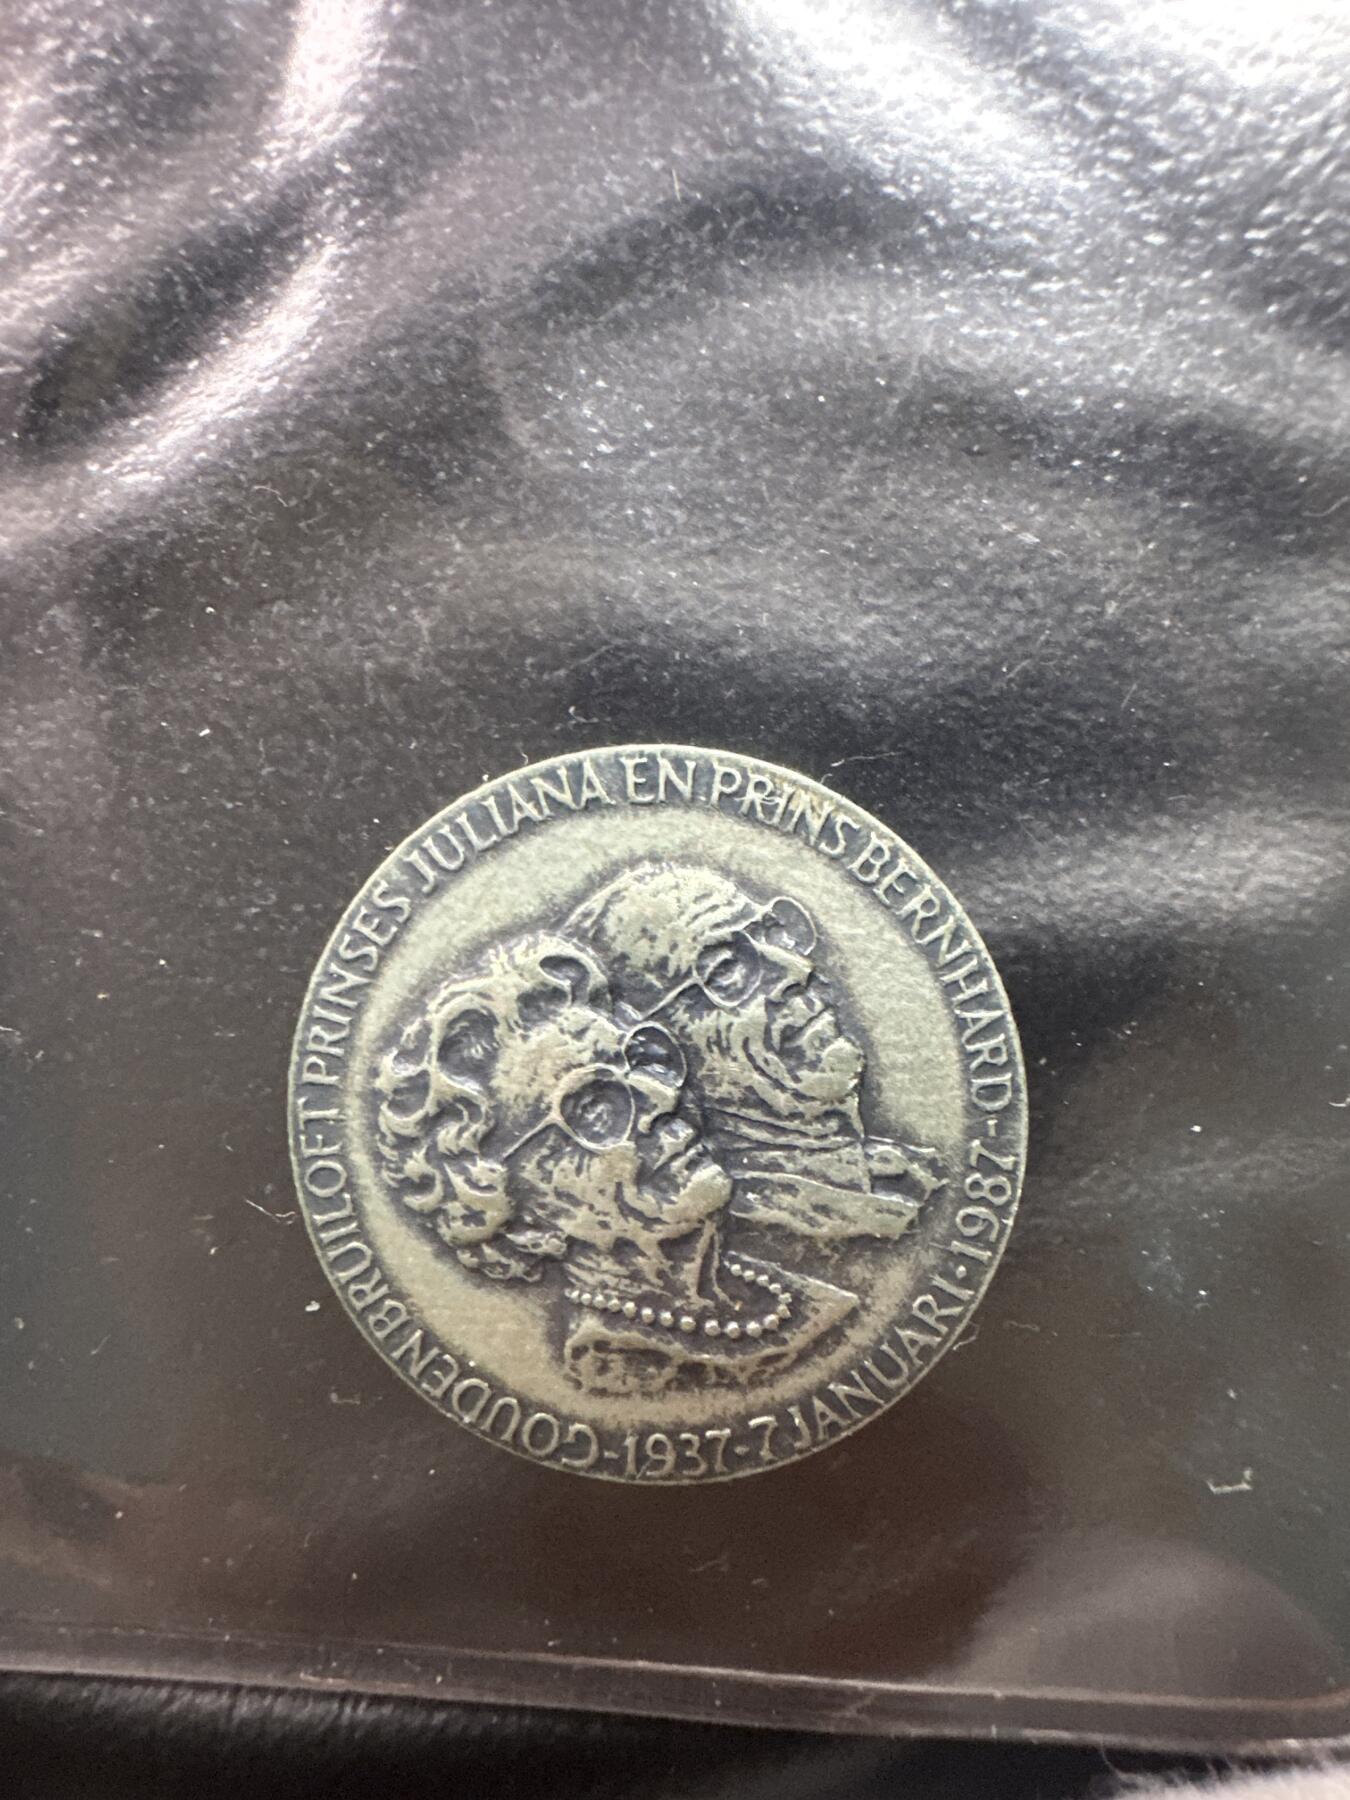 GOUDEN BRUILOFT PRINSES JULIANA EN PRINS BERNHARD-
1937·7 JANUARI·1987